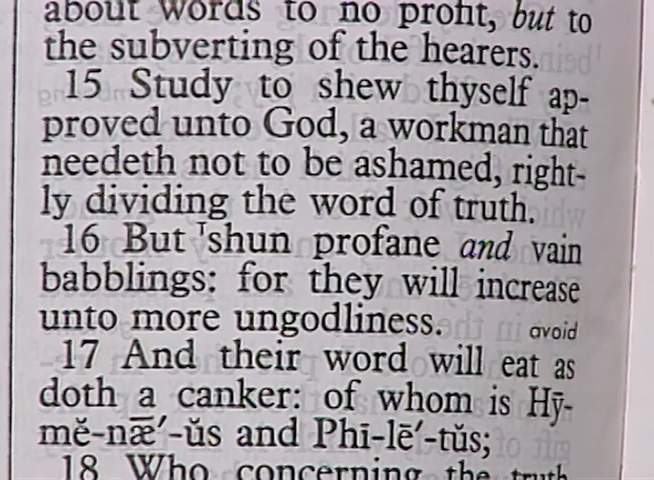 about words to no profit, but to
the subverting of the hearers.
15 Study to shew thyself ap-
proved unto God, a workman that
needeth not to be ashamed, right-
ly dividing the word of truth.
16 But ᵀshun profane and vain
babblings: for they will increase
unto more ungodliness. avoid
17 And their word will eat as
doth a canker: of whom is Hȳ-
mĕ-næ̅′-ŭs and Phī-lē′-tŭs;
18 Who concerning the truth